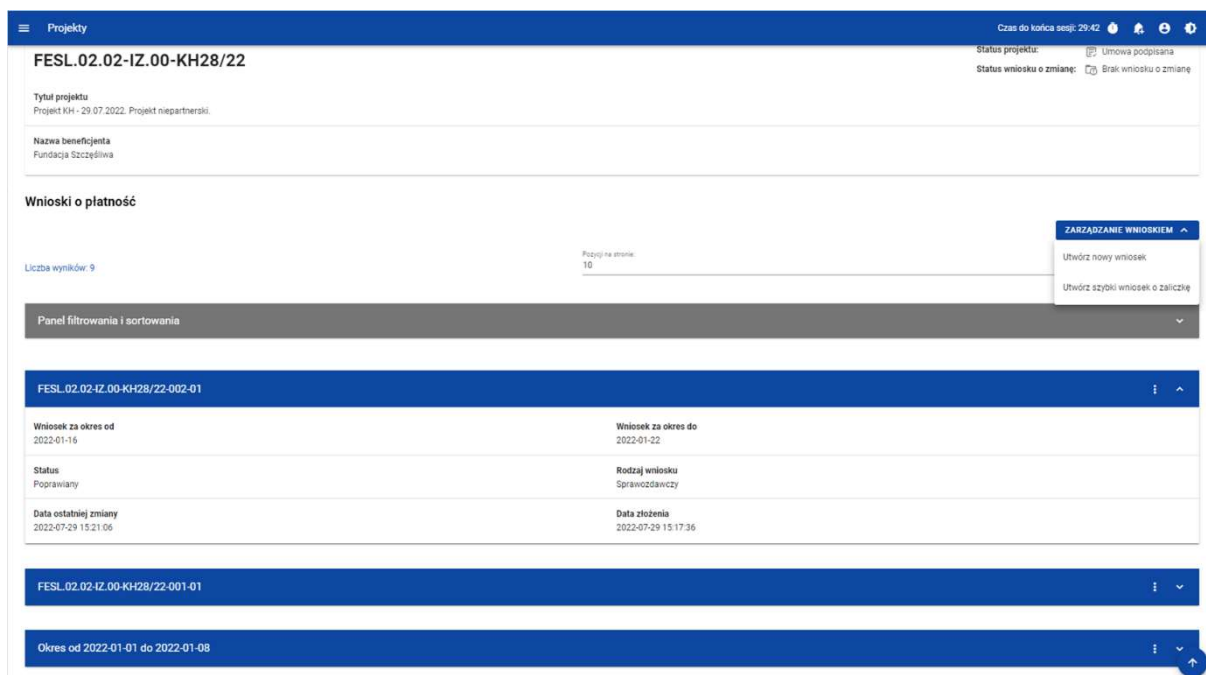 Projekty
Czas do końca sesji: 29:42
FESL.02.02-IZ.00-KH28/22
Status projektu: Umowa podpisana
Status wniosku o zmianę: Brak wniosku o zmianę
Tytuł projektu
Projekt KH - 29.07.2022. Projekt niepartnerski.
Nazwa beneficjenta
Fundacja Szczęśliwa
Wnioski o płatność
ZARZĄDZANIE WNIOSKIEM
Utwórz nowy wniosek
Utwórz szybki wniosek o zaliczkę
Liczba wyników: 9
Pozycji na stronie:
10
Panel filtrowania i sortowania
FESL.02.02-IZ.00-KH28/22-002-01
Wniosek za okres od
2022-01-16
Wniosek za okres do
2022-01-22
Status
Poprawiany
Rodzaj wniosku
Sprawozdawczy
Data ostatniej zmiany
2022-07-29 15:21:06
Data złożenia
2022-07-29 15:17:36
FESL.02.02-IZ.00-KH28/22-001-01
Okres od 2022-01-01 do 2022-01-08